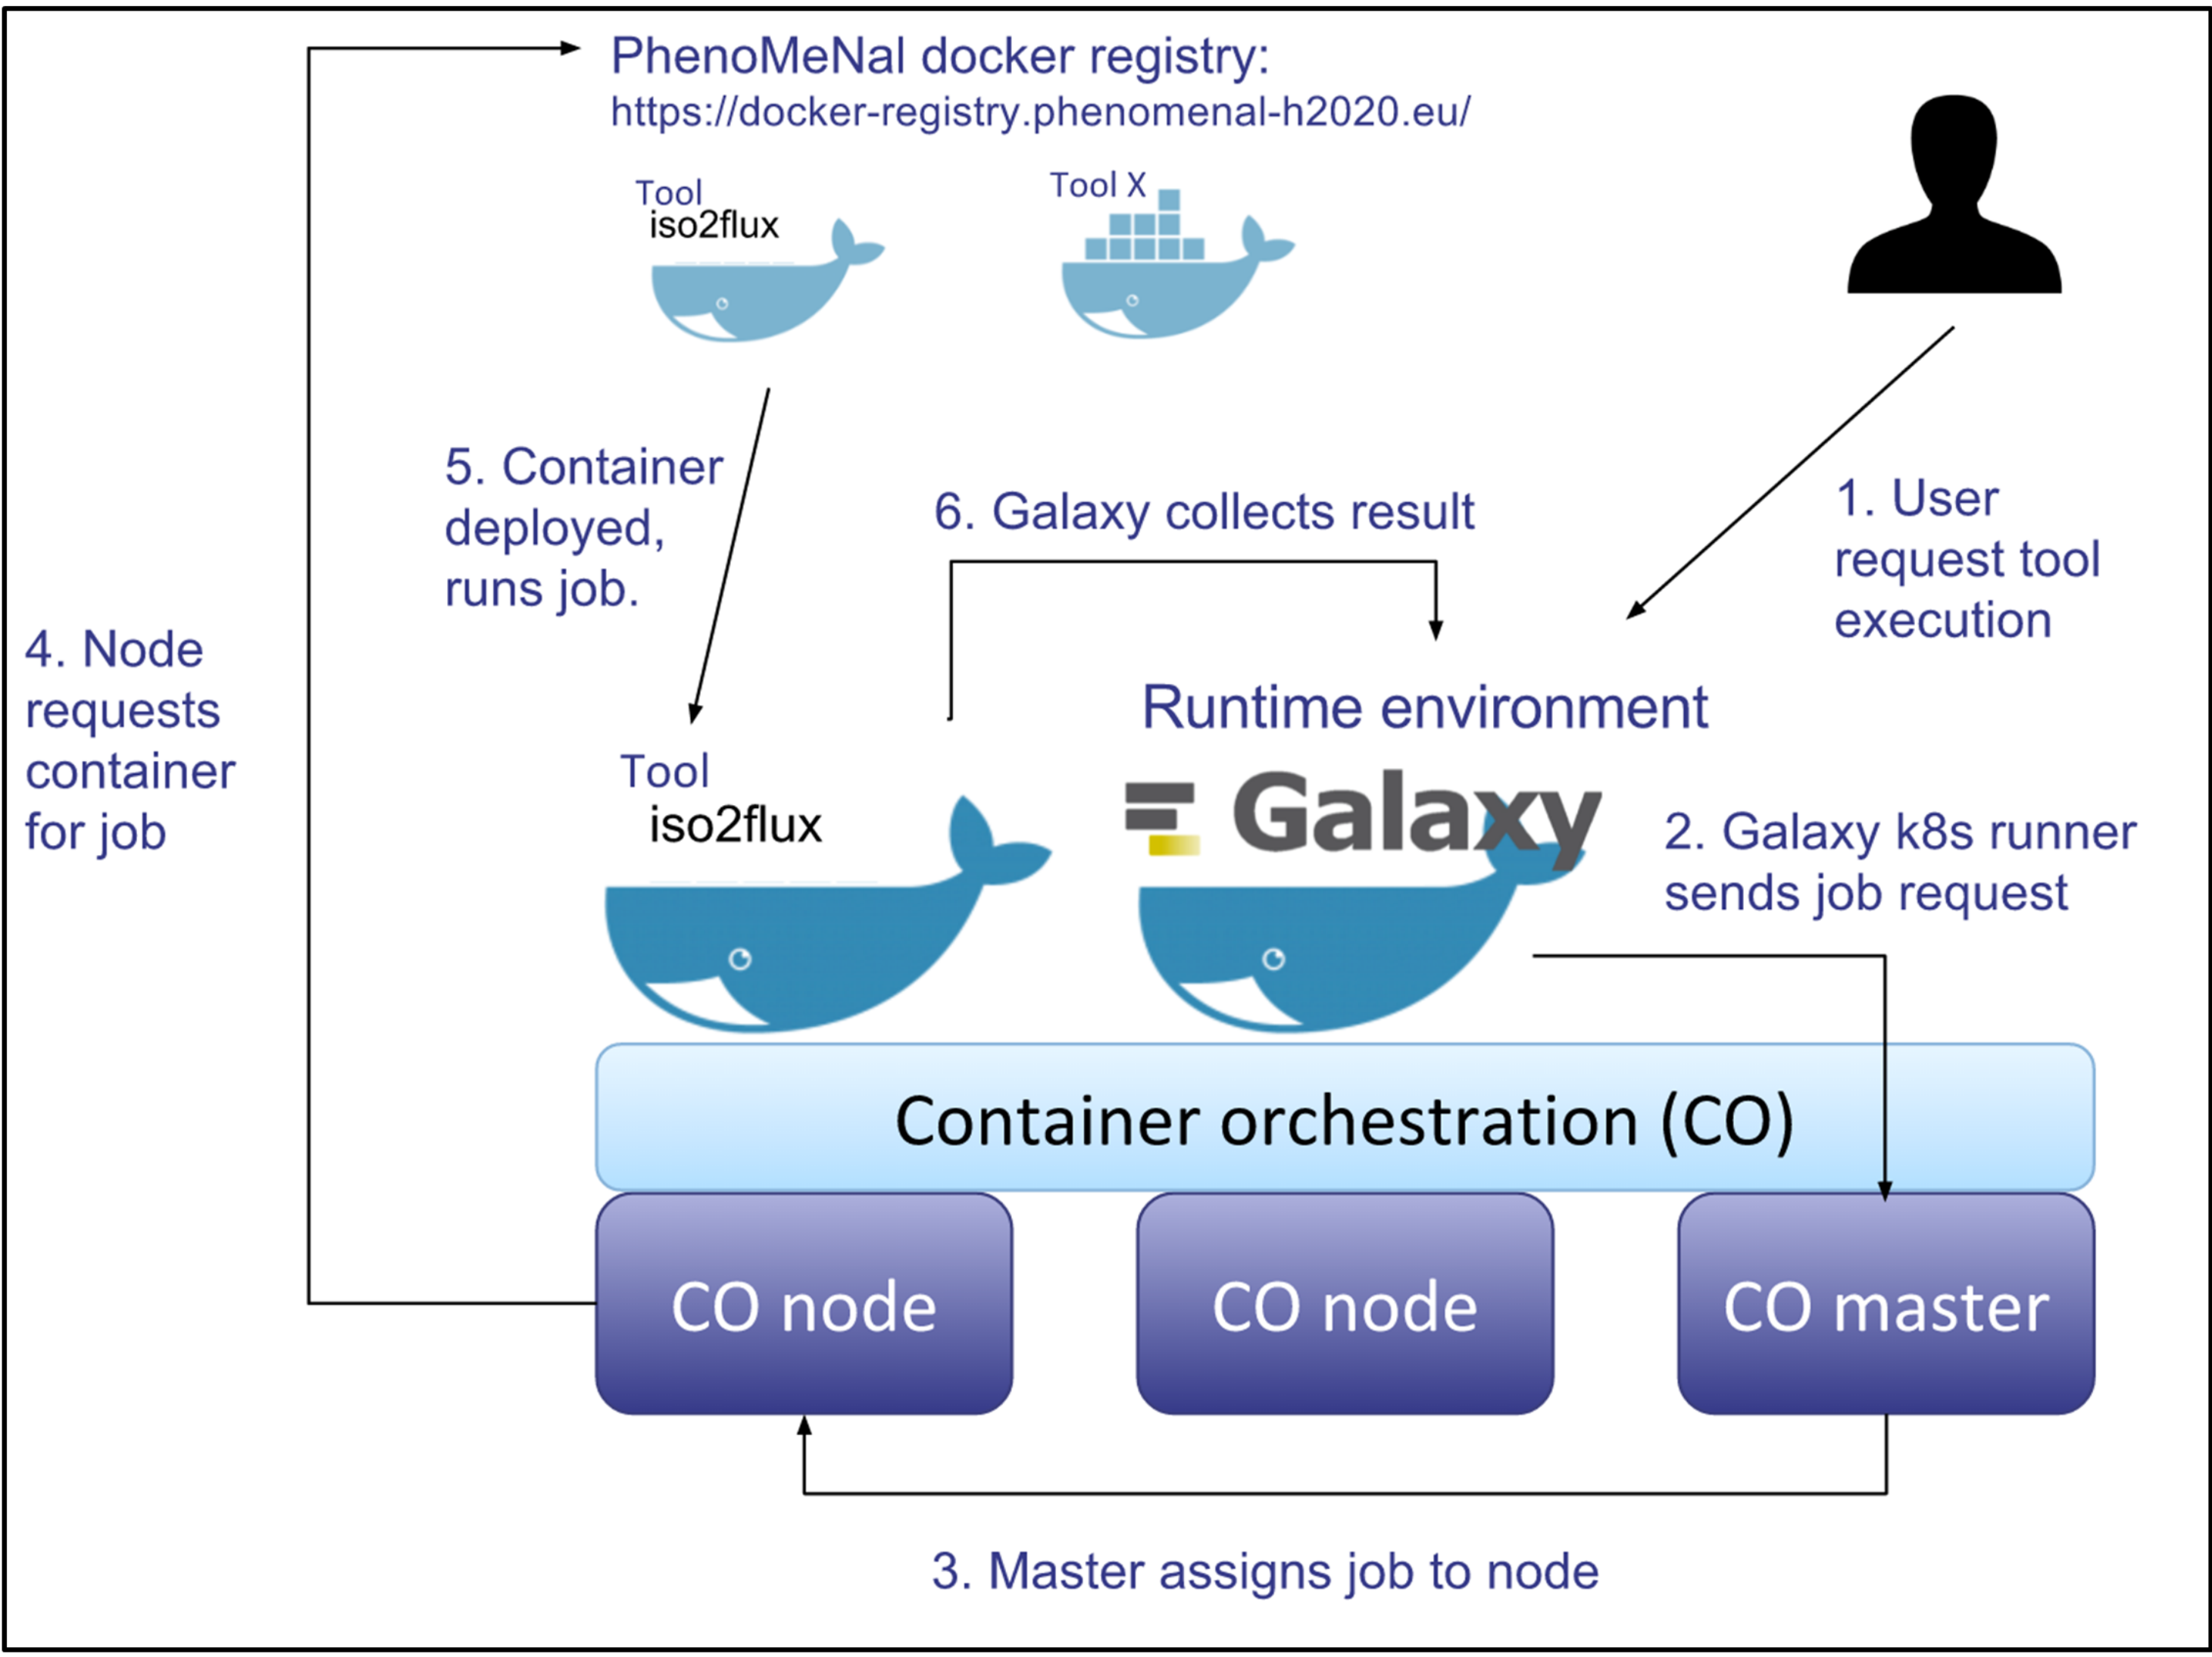 PhenoMeNal docker registry:
https://docker-registry.phenomenal-h2020.eu/
Tool
iso2flux
Tool X
5. Container
deployed,
runs job.
6. Galaxy collects result
1. User
request tool
execution
4. Node
requests
container
for job
Runtime environment
Tool
iso2flux
Galaxy
2. Galaxy k8s runner
sends job request
Container orchestration (CO)
CO node
CO node
CO master
3. Master assigns job to node